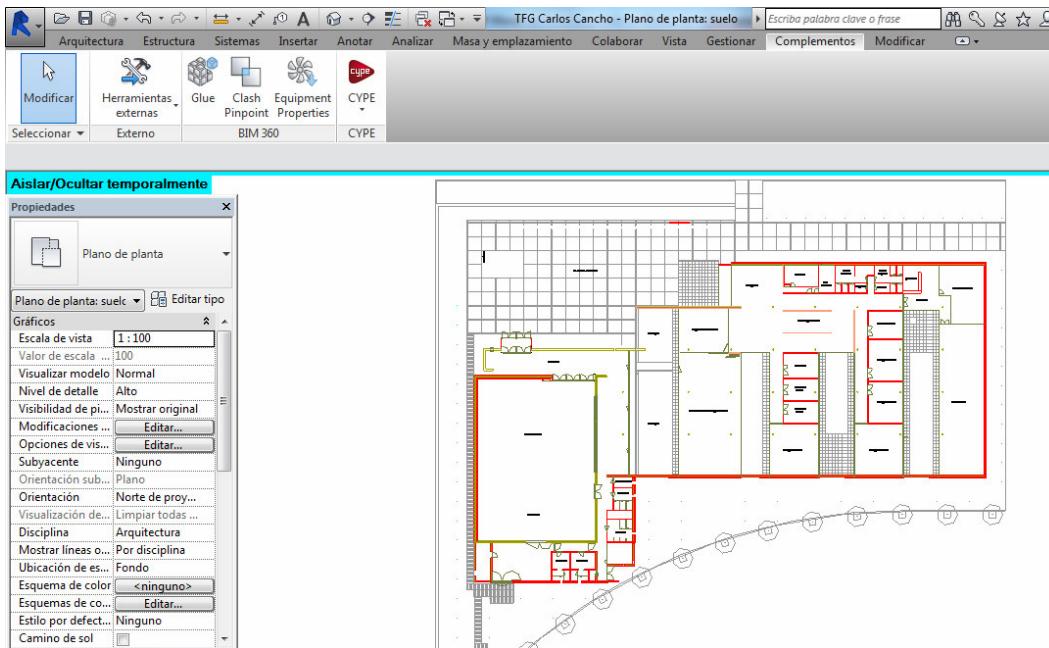 TFG Carlos Cancho - Plano de planta: suelo
Escriba palabra clave o frase
Arquitectura Estructura Sistemas Insertar Anotar Analizar Masa y emplazamiento Colaborar Vista Gestionar Complementos Modificar
Modificar
Herramientas externas
Glue
Clash Pinpoint
Equipment Properties
cype
CYPE
Seleccionar Externo BIM 360 CYPE
Aislar/Ocultar temporalmente
Propiedades
Plano de planta
Plano de planta: suelc Editar tipo
Gráficos
Escala de vista 1 : 100
Valor de escala ... 100
Visualizar modelo Normal
Nivel de detalle Alto
Visibilidad de pi... Mostrar original
Modificaciones ... Editar...
Opciones de vis... Editar...
Subyacente Ninguno
Orientación sub... Plano
Orientación Norte de proy...
Visualización de... Limpiar todas ...
Disciplina Arquitectura
Mostrar líneas o... Por disciplina
Ubicación de es... Fondo
Esquema de color <ninguno>
Esquemas de co... Editar...
Estilo por defect... Ninguno
Camino de sol